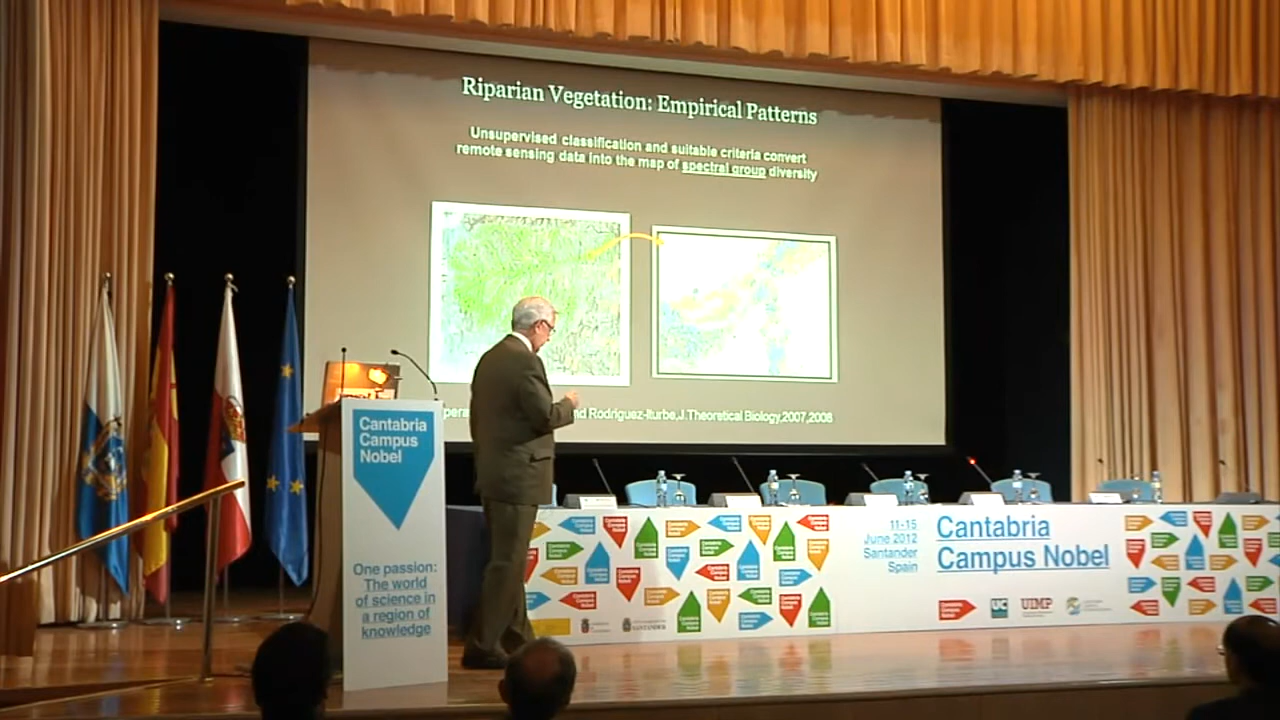 Riparian Vegetation: Empirical Patterns
Unsupervised classification and suitable criteria convert
remote sensing data into the map of spectral group diversity
nd Rodriguez-Iturbe,J.Theoretical Biology,2007,2008
Cantabria
Campus
Nobel
One passion:
The world
of science in
a region of
knowledge
11-15
June 2012
Santander
Spain
Cantabria
Campus Nobel
UC
UIMP
SANTANDER